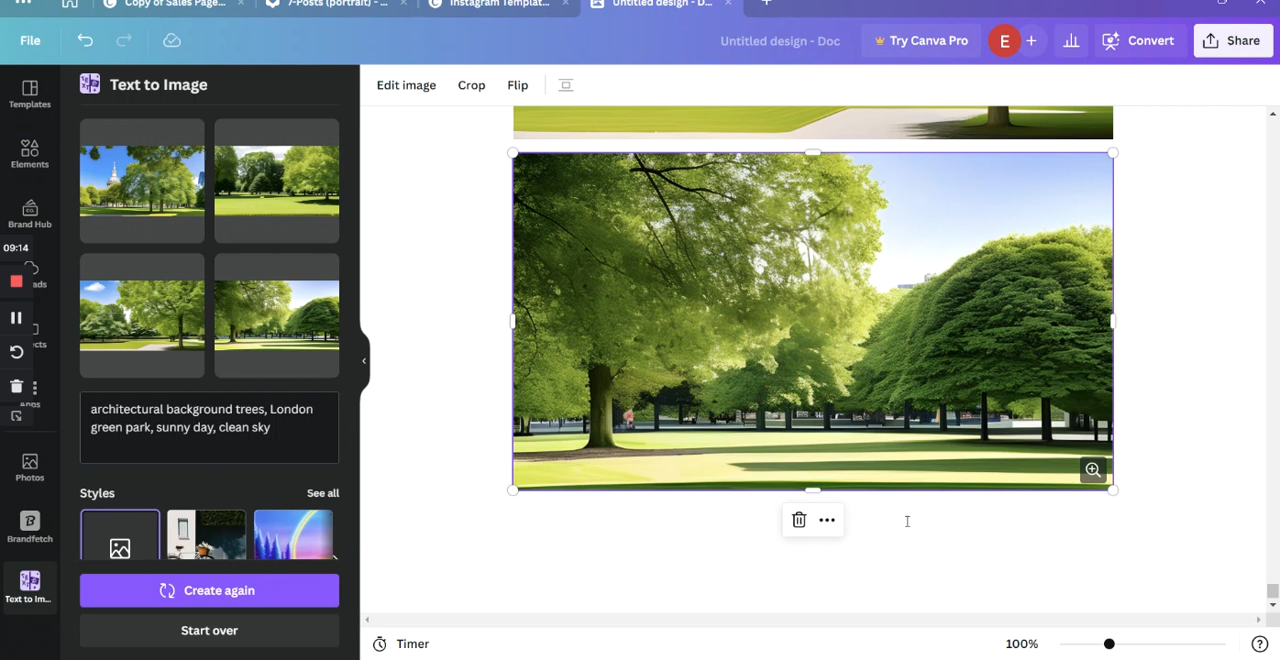 Copy of Sales Page...
7-Posts (portrait) - ...
Instagram Templat...
Untitled design - D...
File
Untitled design - Doc
Try Canva Pro
E
Convert
Share
Templates
Elements
Brand Hub
09:14
ads
ects
Apps
Photos
Brandfetch
Text to Im...
Text to Image
architectural background trees, London
green park, sunny day, clean sky
Styles
See all
Create again
Start over
Edit image
Crop
Flip
Timer
100%